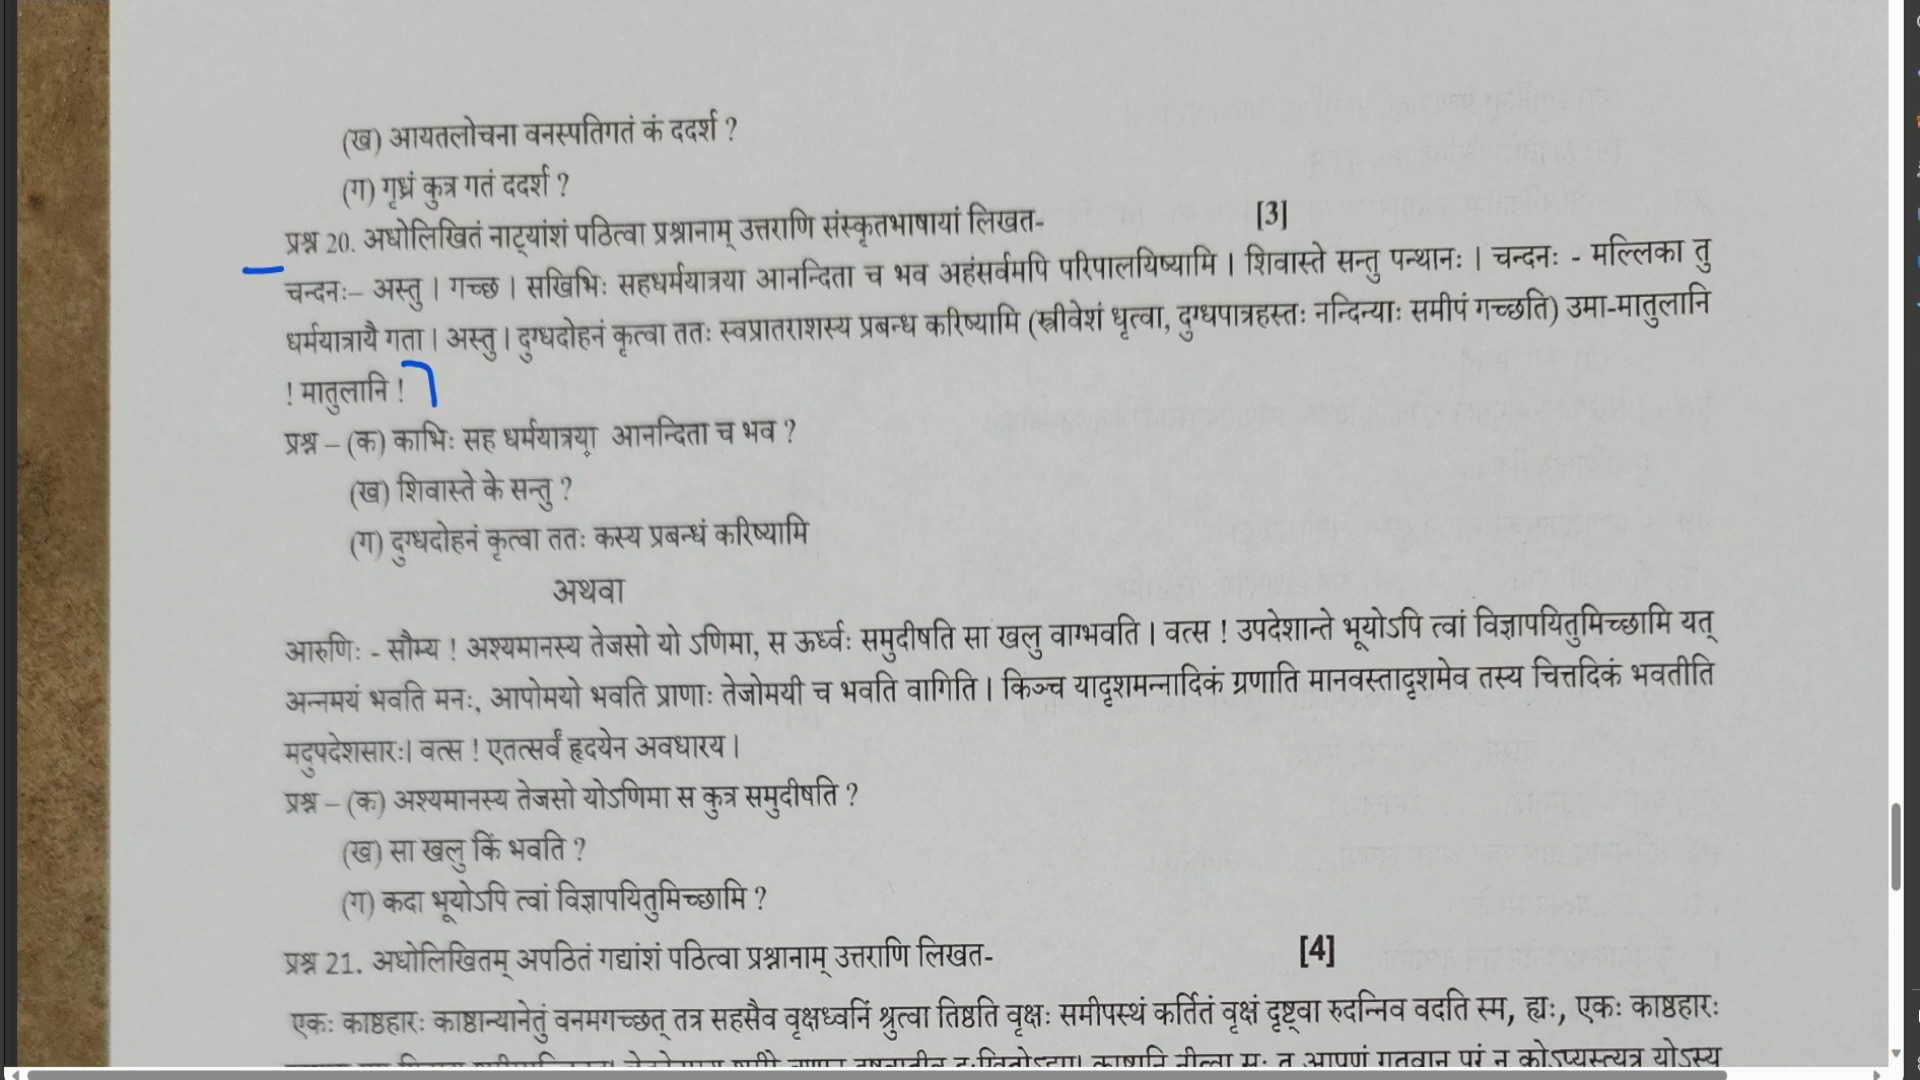 (ख) आयतलोचना वनस्पतिगतं कं ददर्श ?
(ग) गृध्रं कुत्र गतं ददर्श ?
प्रश्न 20. अधोलिखितं नाट्यांशं पठित्वा प्रश्नानाम् उत्तराणि संस्कृतभाषायां लिखत- [3]
चन्दनः– अस्तु । गच्छ । सखिभिः सहधर्मयात्रया आनन्दिता च भव अहंसर्वमपि परिपालयिष्यामि । शिवास्ते सन्तु पन्थानः । चन्दनः - मल्लिका तु
धर्मयात्रायै गता । अस्तु । दुग्धदोहनं कृत्वा ततः स्वप्रातराशस्य प्रबन्ध करिष्यामि (स्त्रीवेशं धृत्वा, दुग्धपात्रहस्तः नन्दिन्याः समीपं गच्छति) उमा-मातुलानि
! मातुलानि !
प्रश्न – (क) काभिः सह धर्मयात्रया आनन्दिता च भव ?
(ख) शिवास्ते के सन्तु ?
(ग) दुग्धदोहनं कृत्वा ततः कस्य प्रबन्धं करिष्यामि
अथवा
आरुणिः - सौम्य ! अश्यमानस्य तेजसो यो ऽणिमा, स ऊर्ध्वः समुदीषति सा खलु वाग्भवति । वत्स ! उपदेशान्ते भूयोऽपि त्वां विज्ञापयितुमिच्छामि यत्
अन्नमयं भवति मनः, आपोमयो भवति प्राणाः तेजोमयी च भवति वागिति । किञ्च यादृशमन्नादिकं ग्रणाति मानवस्तादृशमेव तस्य चित्तदिकं भवतीति
मदुपदेशसारः। वत्स ! एतत्सर्वं हृदयेन अवधारय ।
प्रश्न – (क) अश्यमानस्य तेजसो योऽणिमा स कुत्र समुदीषति ?
(ख) सा खलु किं भवति ?
(ग) कदा भूयोऽपि त्वां विज्ञापयितुमिच्छामि ?
प्रश्न 21. अधोलिखितम् अपठितं गद्यांशं पठित्वा प्रश्नानाम् उत्तराणि लिखत- [4]
एकः काष्ठहारः काष्ठान्यानेतुं वनमगच्छत् तत्र सहसैव वृक्षध्वनिं श्रुत्वा तिष्ठति वृक्षः समीपस्थं कर्तितं वृक्षं दृष्ट्वा रुदन्निव वदति स्म, ह्यः, एकः काष्ठहारः